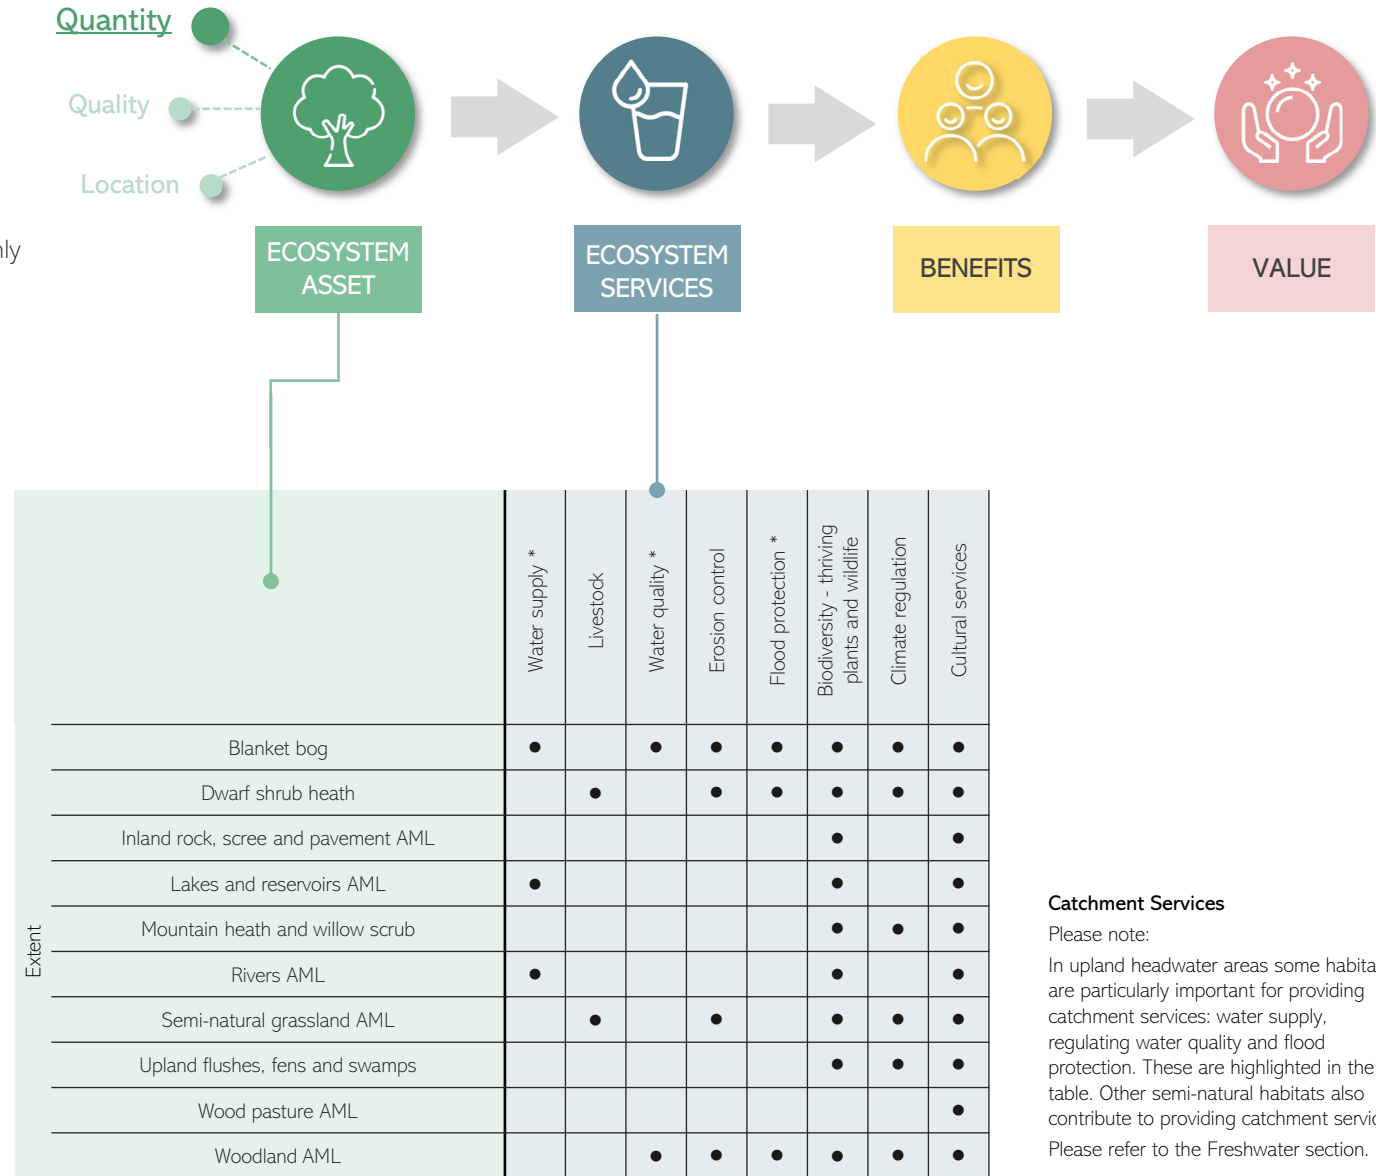 Quantity
Quality
Location
ECOSYSTEM
ASSET
ECOSYSTEM
SERVICES
BENEFITS
VALUE
Water supply *
Livestock
Water quality *
Erosion control
Flood protection *
Biodiversity - thriving
plants and wildlife
Climate regulation
Cultural services
Extent
Blanket bog
Dwarf shrub heath
Inland rock, scree and pavement AML
Lakes and reservoirs AML
Mountain heath and willow scrub
Rivers AML
Semi-natural grassland AML
Upland flushes, fens and swamps
Wood pasture AML
Woodland AML
Catchment Services
Please note:
In upland headwater areas some
are particularly important for providing
catchment services: water supply,
regulating water quality and flood
protection. These are highlighted in the
table. Other semi-natural habitats also
contribute to providing catchment
Please refer to the Freshwater section.